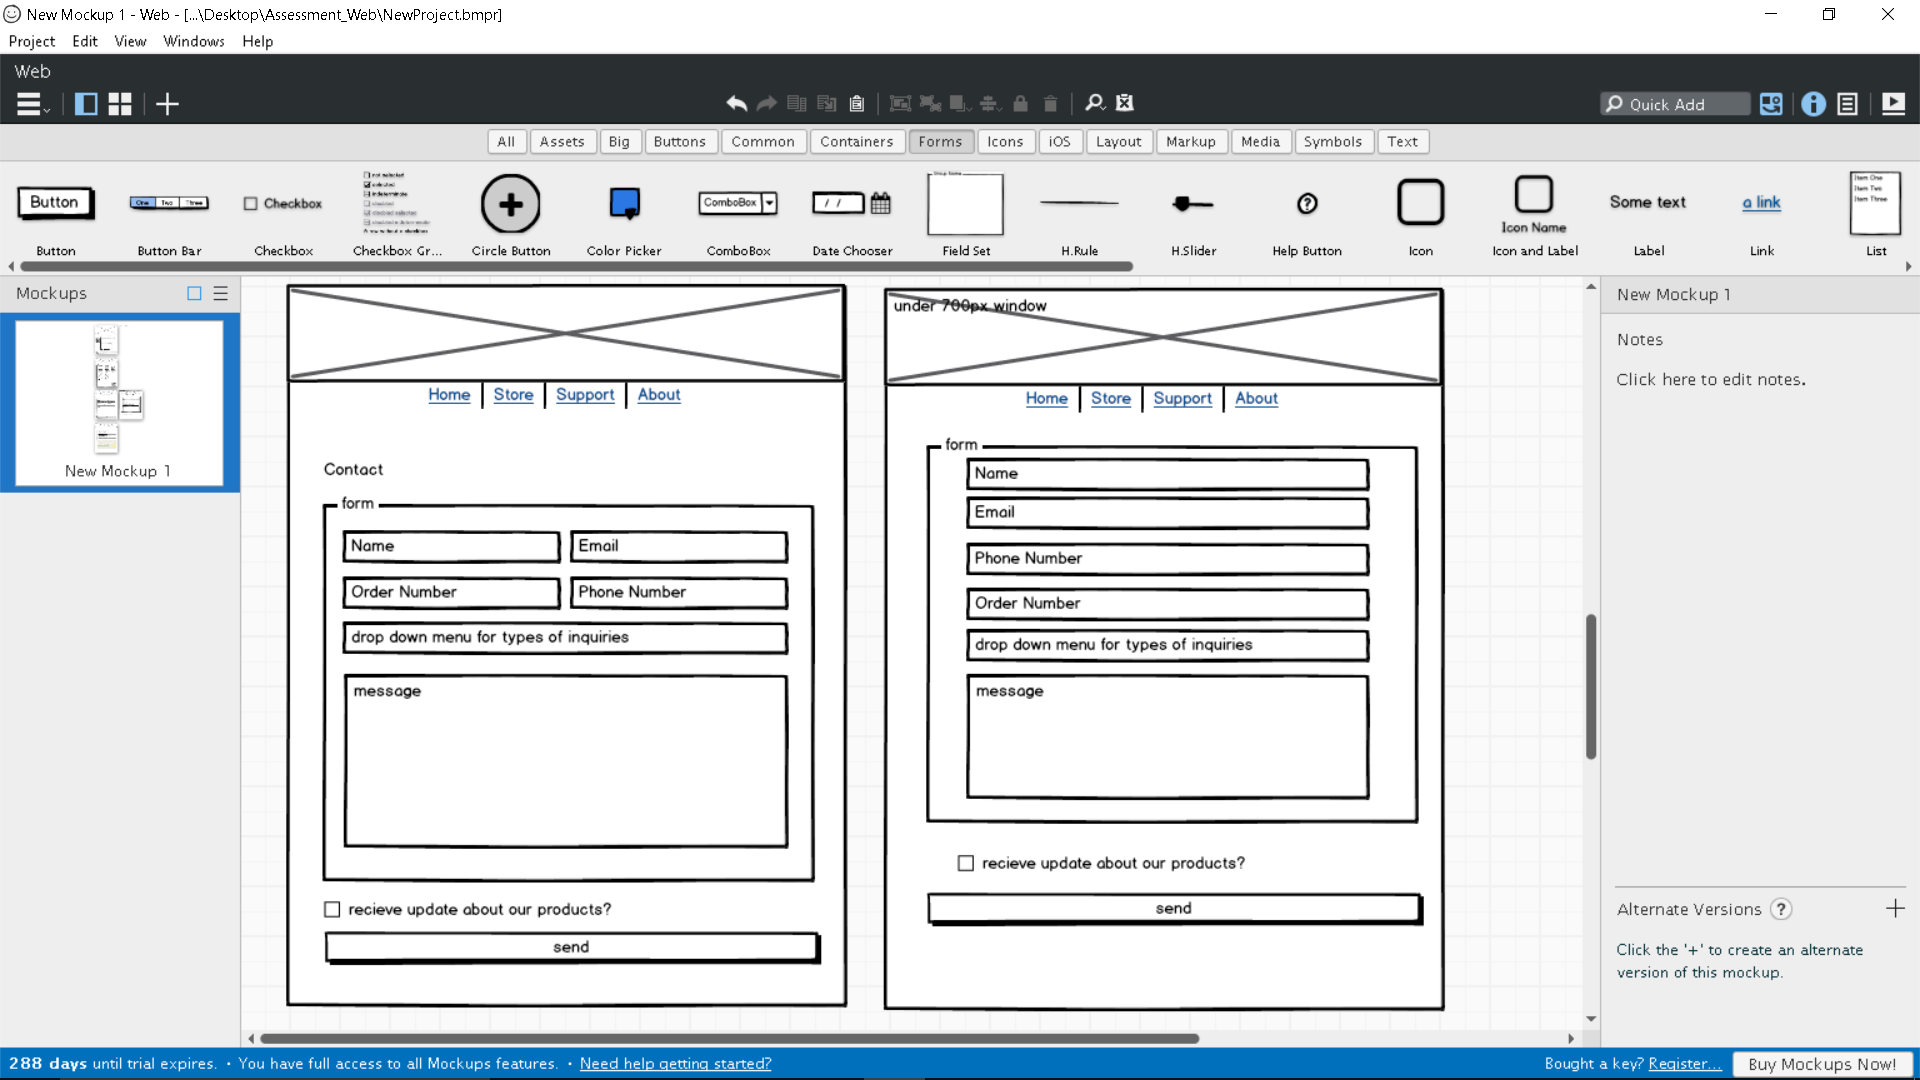 New Mockup 1 - Web - [...\Desktop\Assessment_Web\NewProject.bmpr]
Project Edit View Windows Help
Web
Quick Add
All Assets Big Buttons Common Containers Forms Icons iOS Layout Markup Media Symbols Text
Button
One Two Three
Checkbox
not selected
selected
indeterminate
disabled
disabled selected
ComboBox
/ /
Group Name
Icon Name
Some text
a link
Item One
Item Two
Item Three
Button Button Bar Checkbox Checkbox Gr... Circle Button Color Picker ComboBox Date Chooser Field Set H.Rule H.Slider Help Button Icon Icon and Label Label Link List
Mockups
New Mockup 1
Home Store Support About
Contact
form
Name Email
Order Number Phone Number
drop down menu for types of inquiries
message
recieve update about our products?
send
under 700px window
Home Store Support About
form
Name
Email
Phone Number
Order Number
drop down menu for types of inquiries
message
recieve update about our products?
send
New Mockup 1
Notes
Click here to edit notes.
Alternate Versions ?
Click the '+' to create an alternate
version of this mockup.
288 days until trial expires. • You have full access to all Mockups features. • Need help getting started?
Bought a key? Register... Buy Mockups Now!